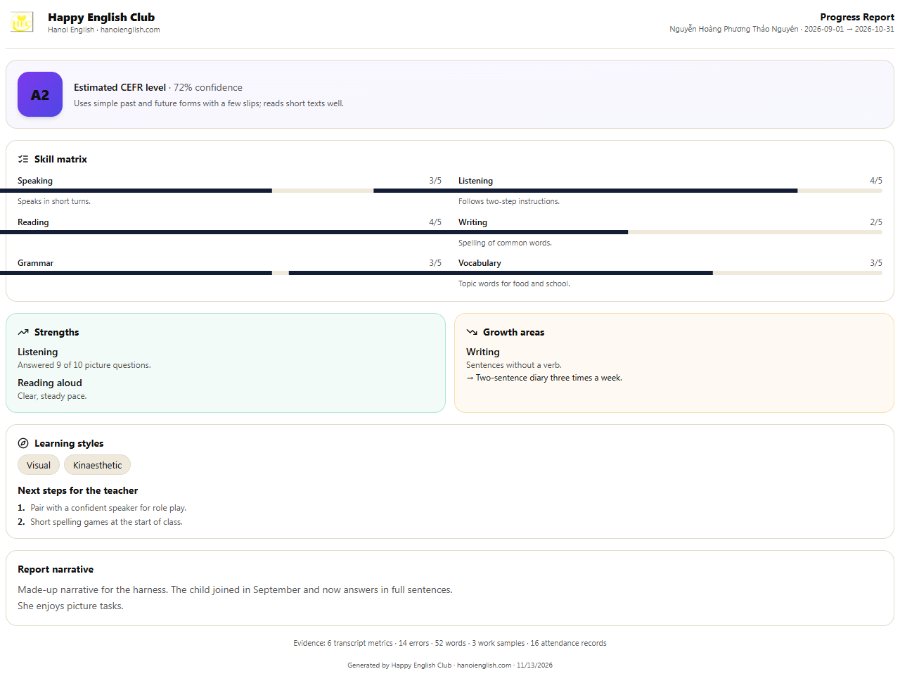 Happy English Club
Hanoi English · hanoienglish.com
Progress Report
Nguyễn Hoàng Phương Thảo Nguyên · 2026-09-01 → 2026-10-31
A2
Estimated CEFR level · 72% confidence
Uses simple past and future forms with a few slips; reads short texts well.
Skill matrix
Speaking 3/5
Speaks in short turns.
Listening 4/5
Follows two-step instructions.
Reading 4/5
Writing 2/5
Spelling of common words.
Grammar 3/5
Vocabulary 3/5
Topic words for food and school.
Strengths
Listening
Answered 9 of 10 picture questions.
Reading aloud
Clear, steady pace.
Growth areas
Writing
Sentences without a verb.
→ Two-sentence diary three times a week.
Learning styles
Visual
Kinaesthetic
Next steps for the teacher
1. Pair with a confident speaker for role play.
2. Short spelling games at the start of class.
Report narrative
Made-up narrative for the harness. The child joined in September and now answers in full sentences.
She enjoys picture tasks.
Evidence: 6 transcript metrics · 14 errors · 52 words · 3 work samples · 16 attendance records
Generated by Happy English Club · hanoienglish.com · 11/13/2026